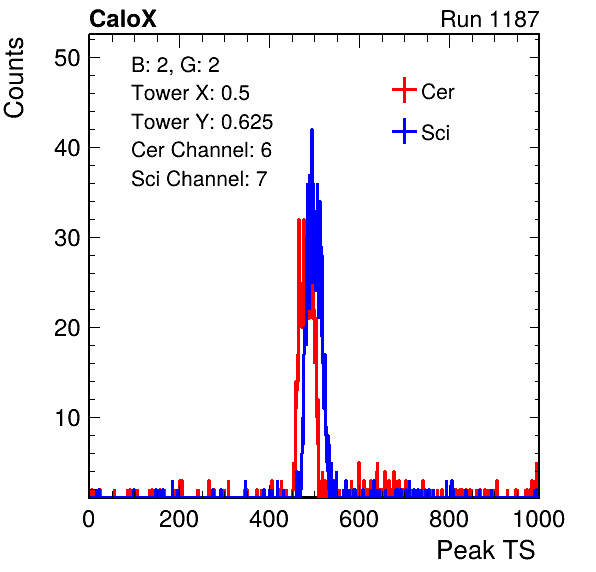 CaloX Run 1187
Counts
50
40
30
20
10
B: 2, G: 2
Tower X: 0.5
Tower Y: 0.625
Cer Channel: 6
Sci Channel: 7
Cer
Sci
0 200 400 600 800 1000
Peak TS